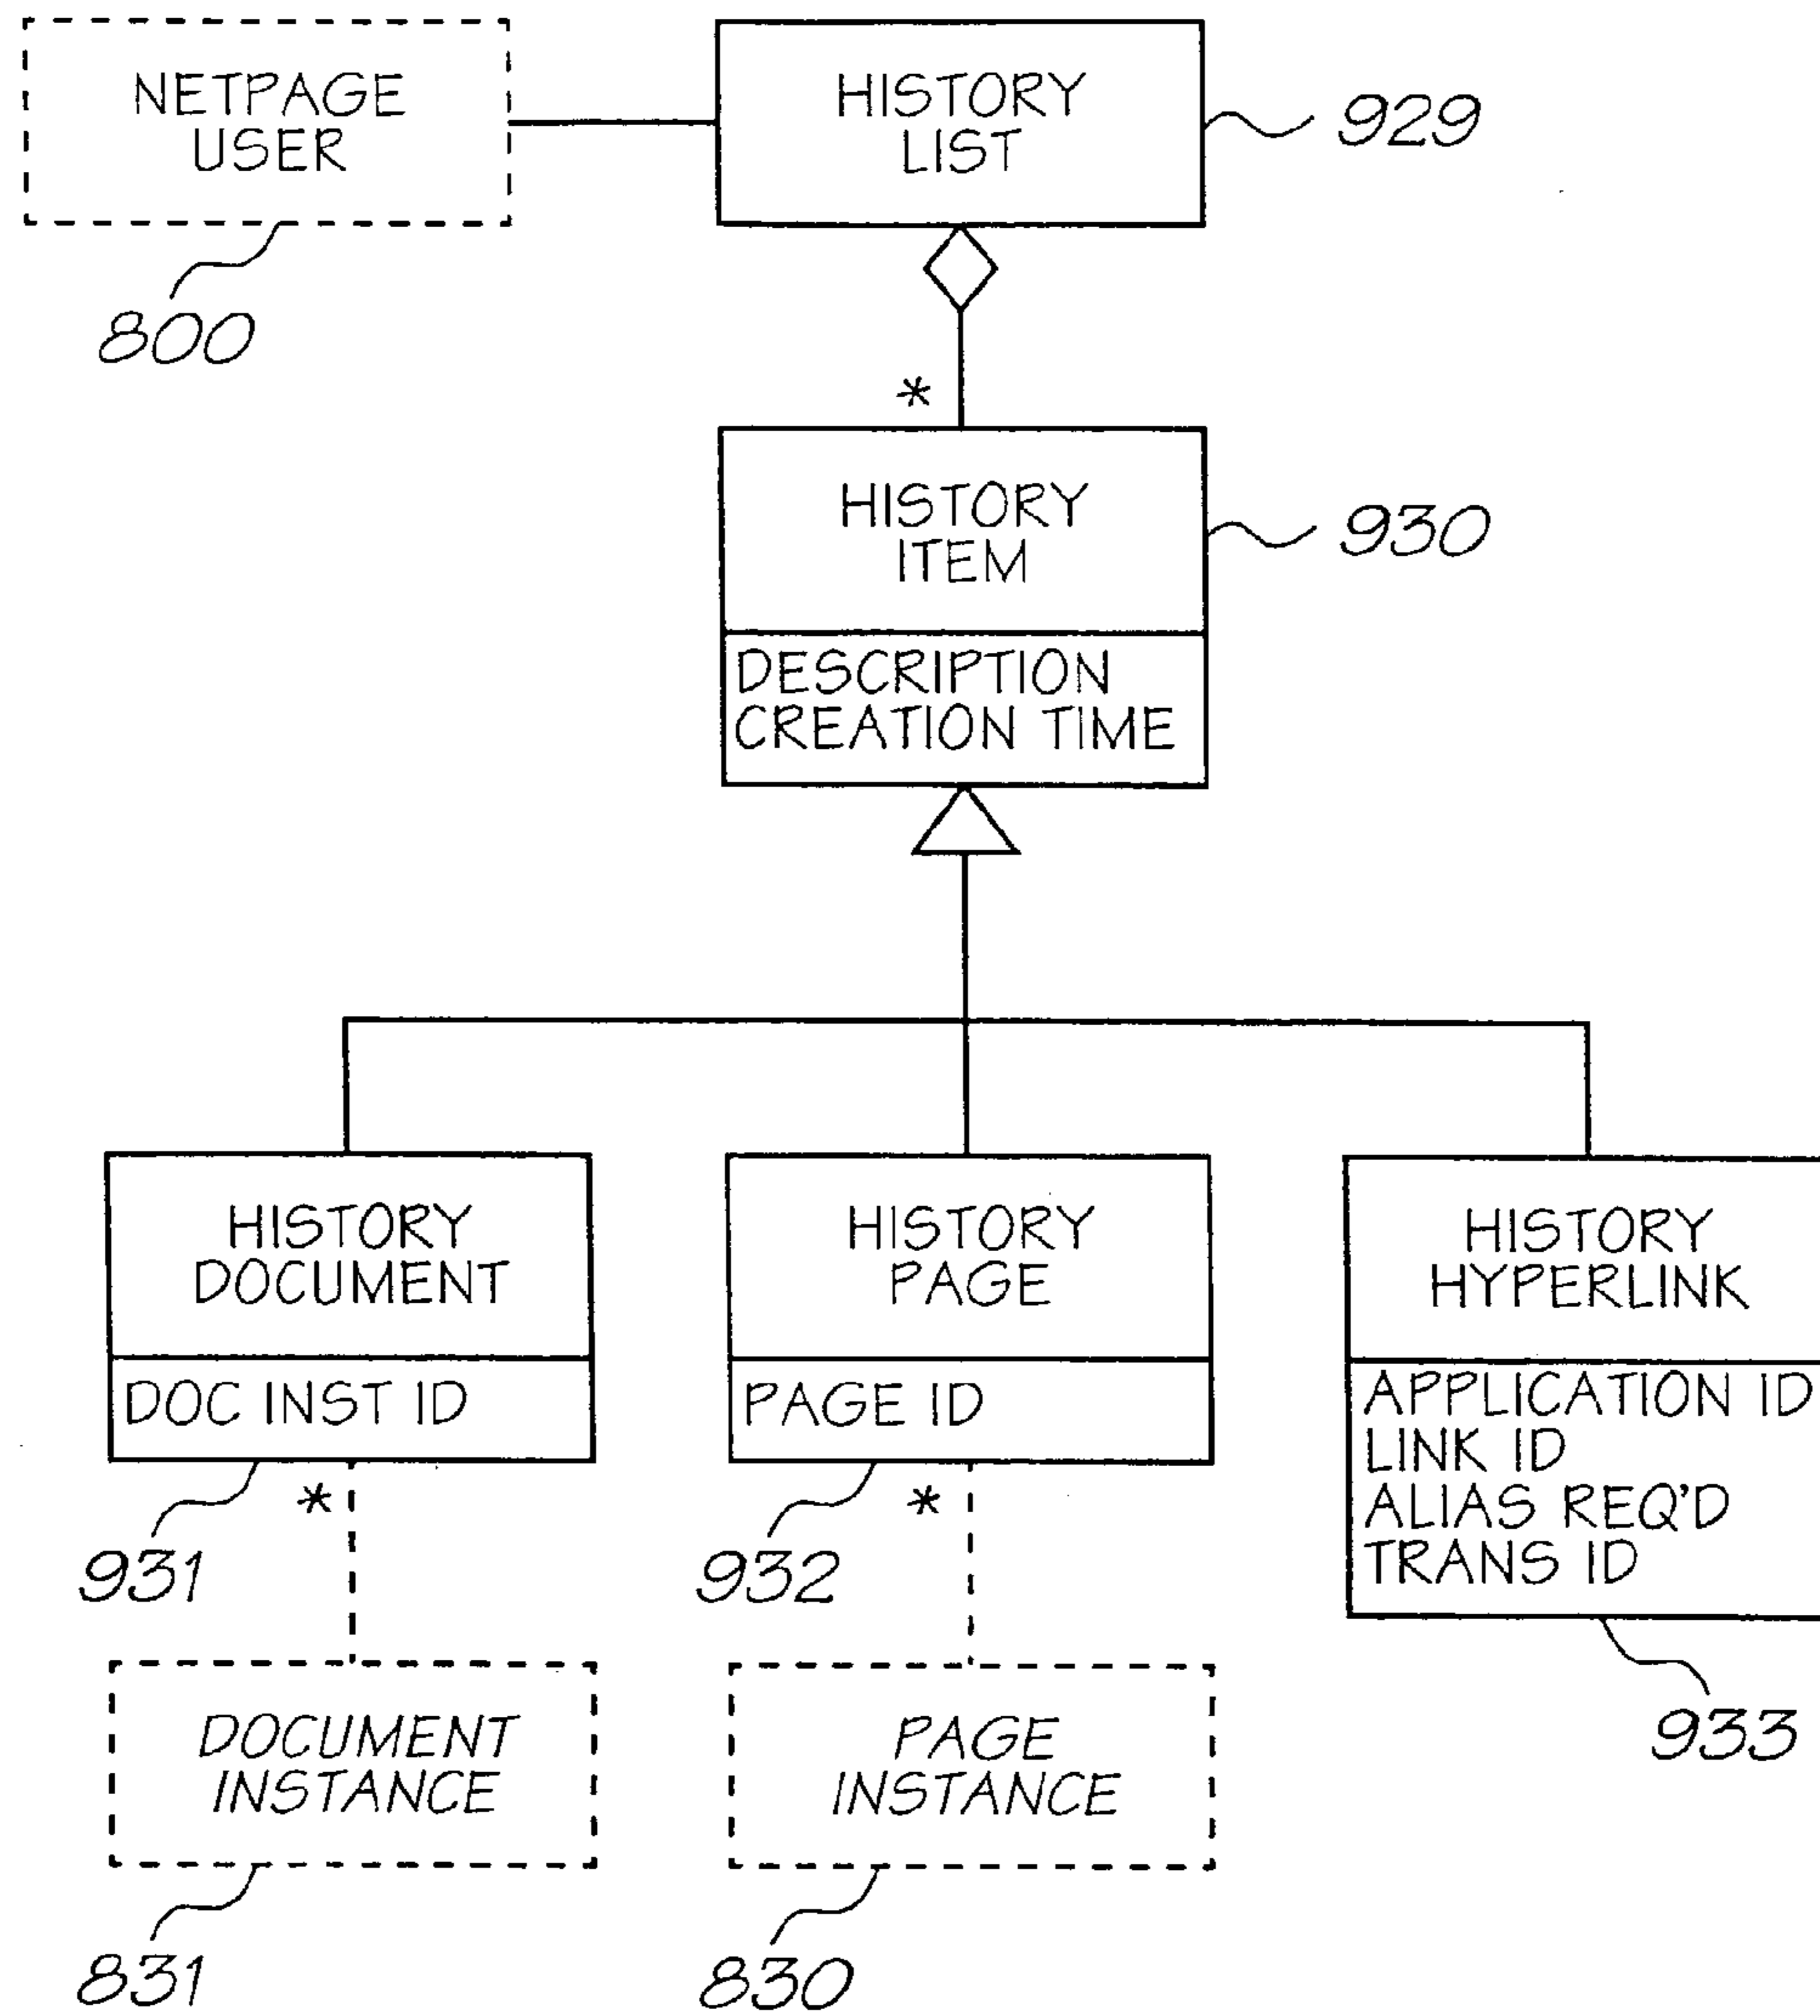 NETPAGE
USER
800
HISTORY
LIST
929
*
HISTORY
ITEM
930
DESCRIPTION
CREATION TIME
HISTORY
DOCUMENT
DOC INST ID
931
*
HISTORY
PAGE
PAGE ID
932
*
HISTORY
HYPERLINK
APPLICATION ID
LINK ID
ALIAS REQ'D
TRANS ID
933
DOCUMENT
INSTANCE
831
PAGE
INSTANCE
830